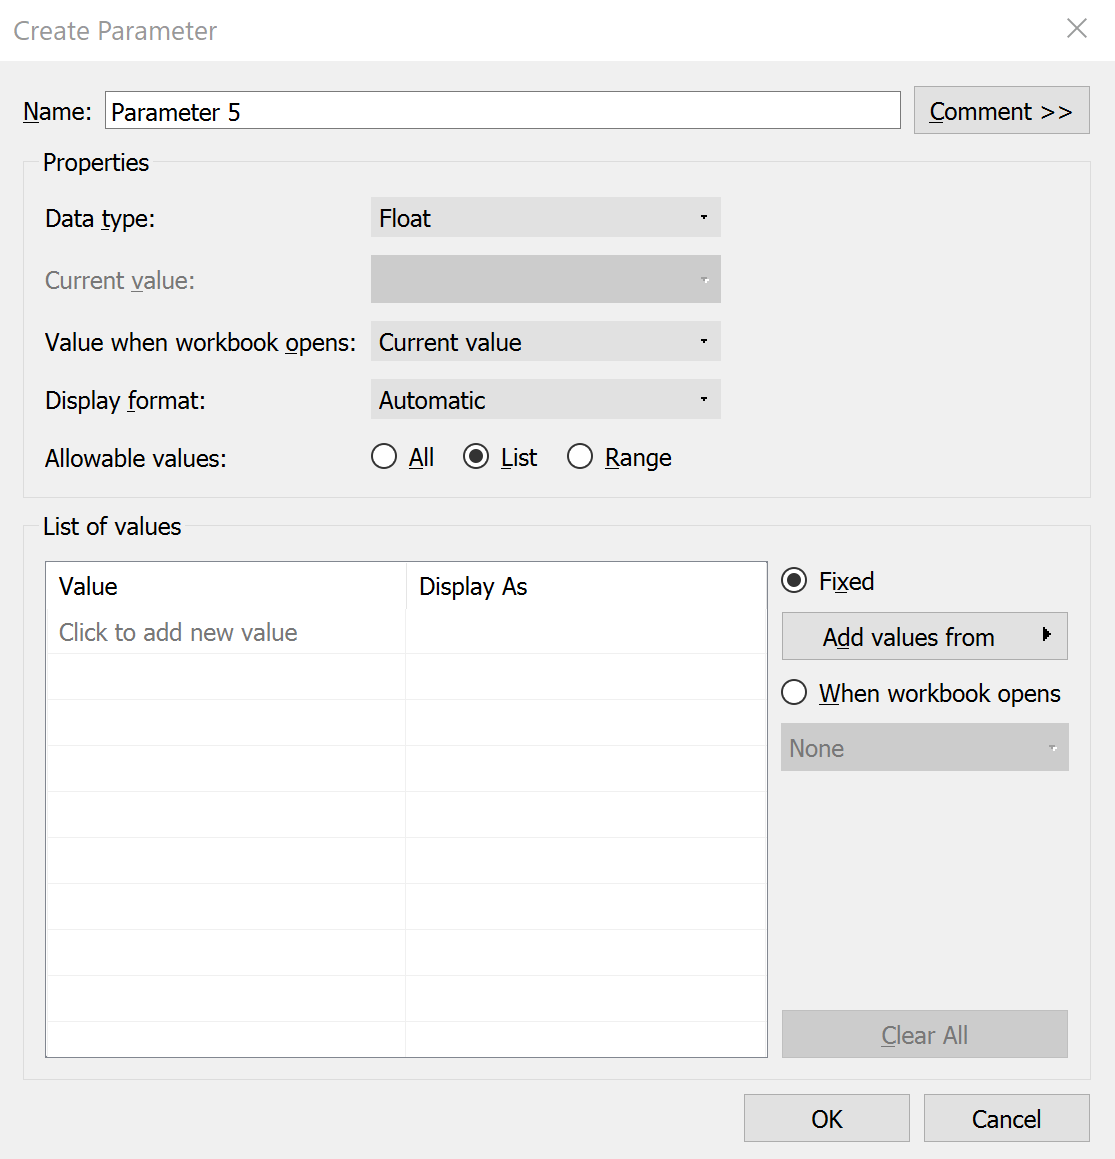 Create Parameter
Name: Parameter 5 Comment >>
Properties
Data type: Float
Current value:
Value when workbook opens: Current value
Display format: Automatic
Allowable values: All List Range
List of values
Value Display As
Click to add new value
Fixed
Add values from
When workbook opens
None
Clear All
OK Cancel